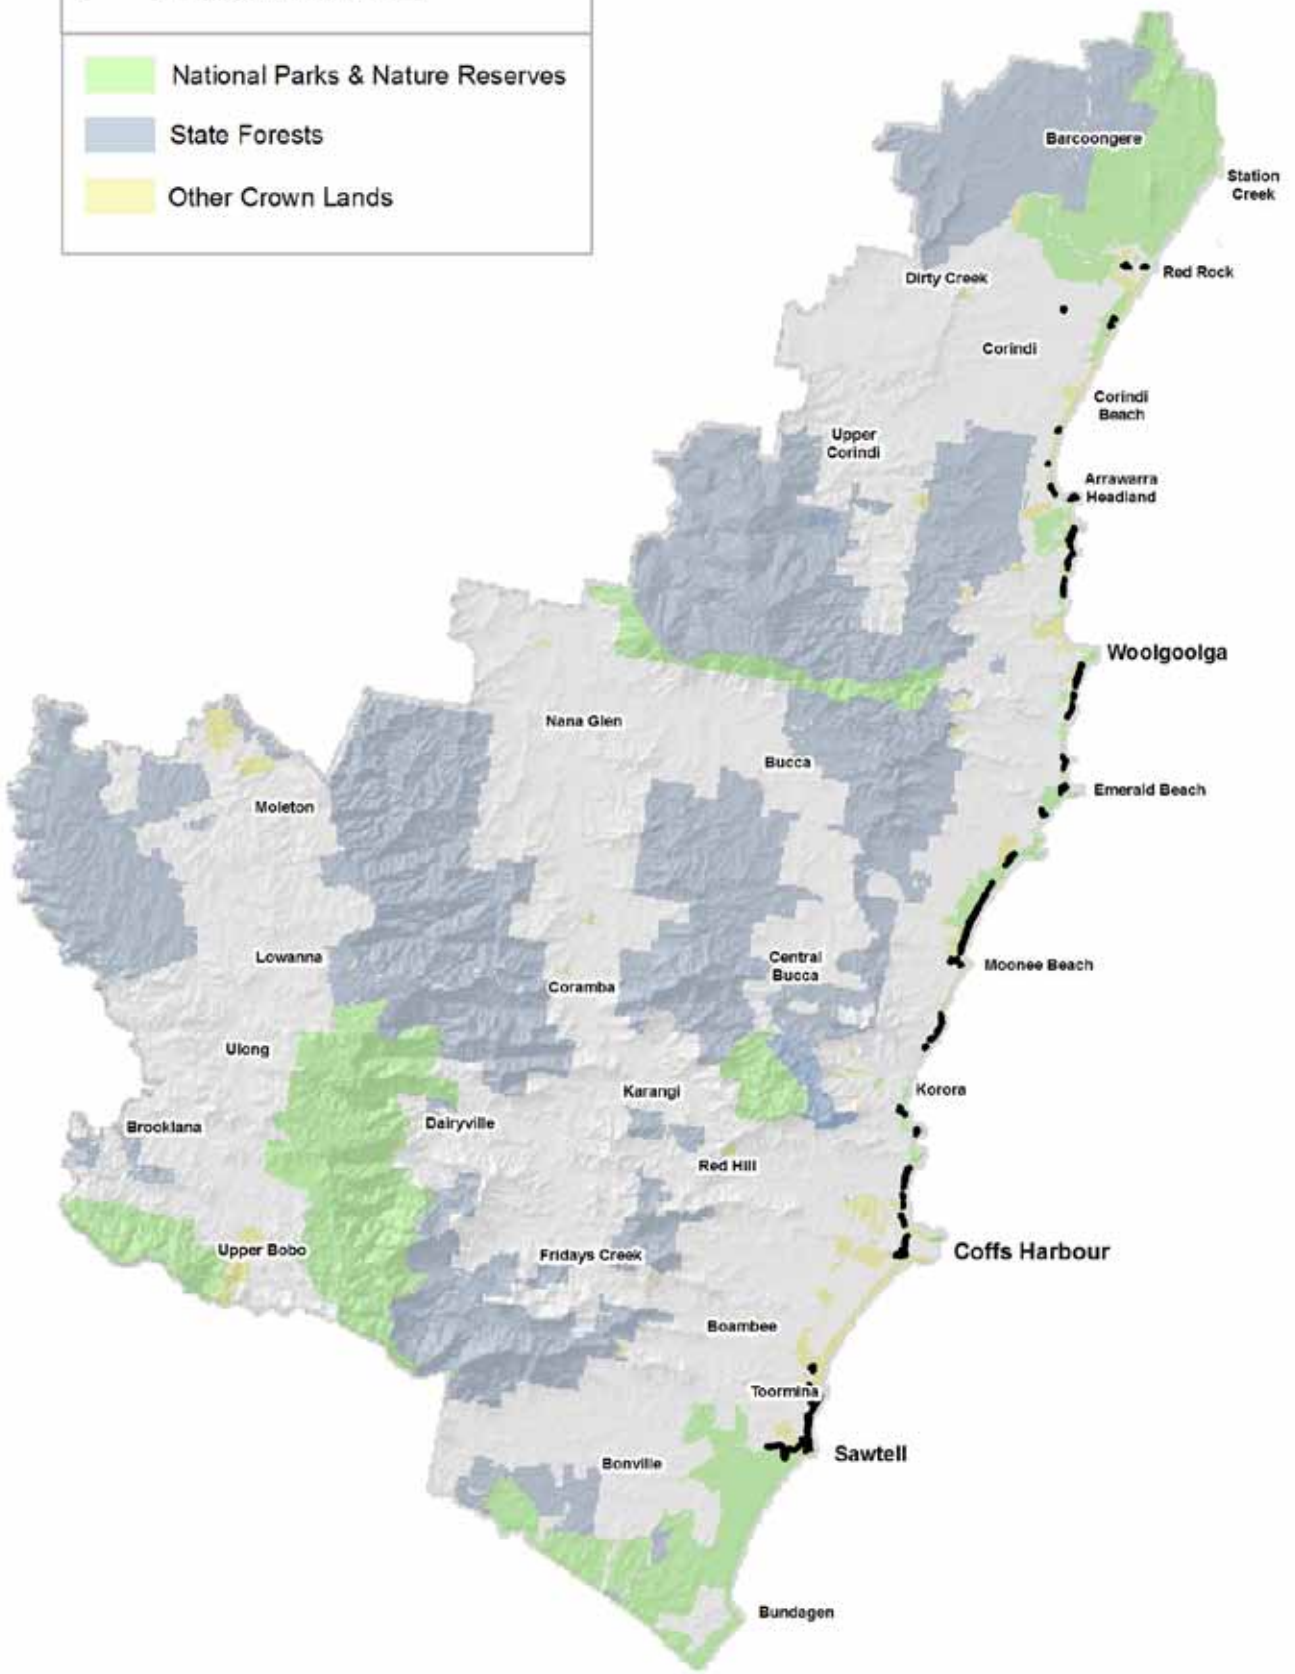 National Parks & Nature Reserves
State Forests
Other Crown Lands
Barcoongere
Station
Creek
Red Rock
Dirty Creek
Corindi
Corindi
Beach
Upper
Corindi
Arrawarra
Headland
Woolgoolga
Nana Glen
Bucca
Emerald Beach
Moleton
Lowanna
Central
Bucca
Moonee Beach
Coramba
Ulong
Karangi
Korora
Brooklana
Dairyville
Red Hill
Upper Bobo
Fridays Creek
Coffs Harbour
Boambee
Toormina
Sawtell
Bonville
Bundagen